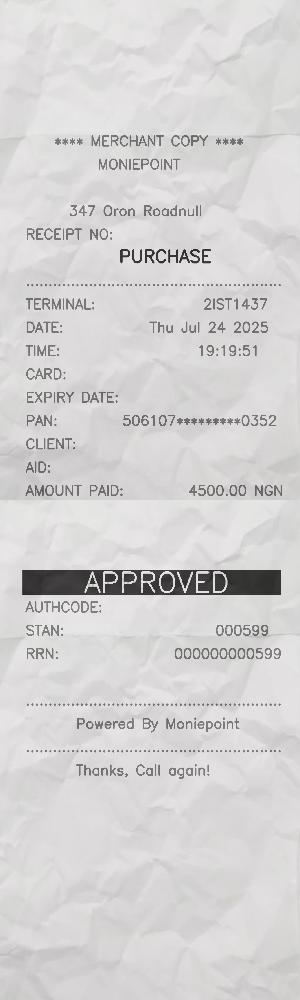 **** MERCHANT COPY ****
MONIEPOINT
347 Oron Roadnull
RECEIPT NO:
PURCHASE
TERMINAL: 2IST1437
DATE: Thu Jul 24 2025
TIME: 19:19:51
CARD:
EXPIRY DATE:
PAN: 506107*********0352
CLIENT:
AID:
AMOUNT PAID: 4500.00 NGN
APPROVED
AUTHCODE:
STAN: 000599
RRN: 000000000599
Powered By Moniepoint
Thanks, Call again!